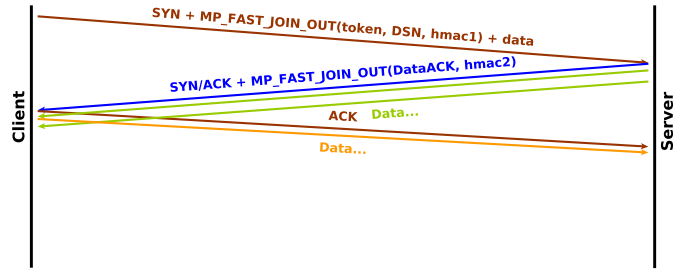 SYN + MP_FAST_JOIN_OUT(token, DSN, hmac1) + data
SYN/ACK + MP_FAST_JOIN_OUT(DataACK, hmac2)
Client
Server
ACK
Data...
Data...